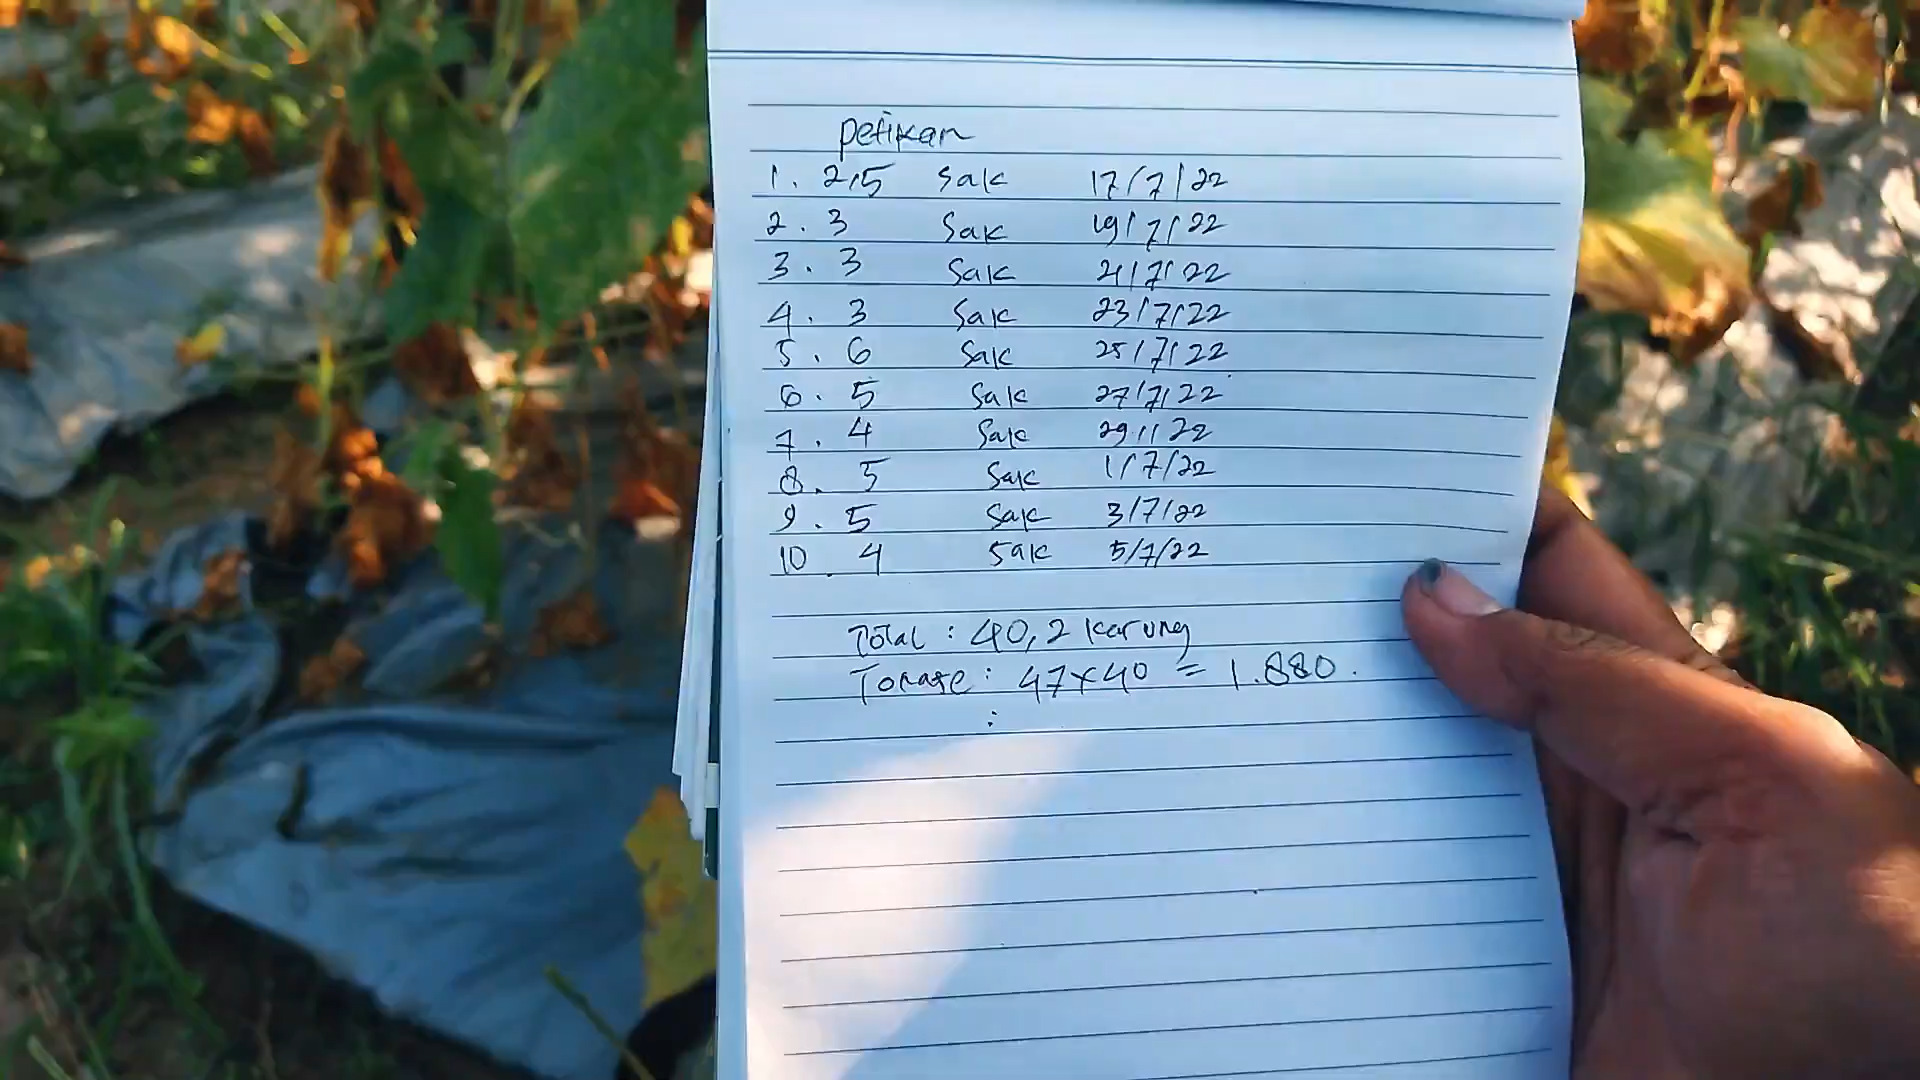 petikan
1. 2,5 Sak 17/7/22
2. 3 Sak 19/7/22
3. 3 Sak 21/7/22
4. 3 Sak 23/7/22
5. 6 Sak 25/7/22
6. 5 Sak 27/7/22
7. 4 Sak 29// 22
8. 5 Sak 1/7/22
9. 5 Sak 3/7/22
10. 4 Sak 5/7/22
Total : 40,2 karung
Tonase : 47x40 = 1.880.
: